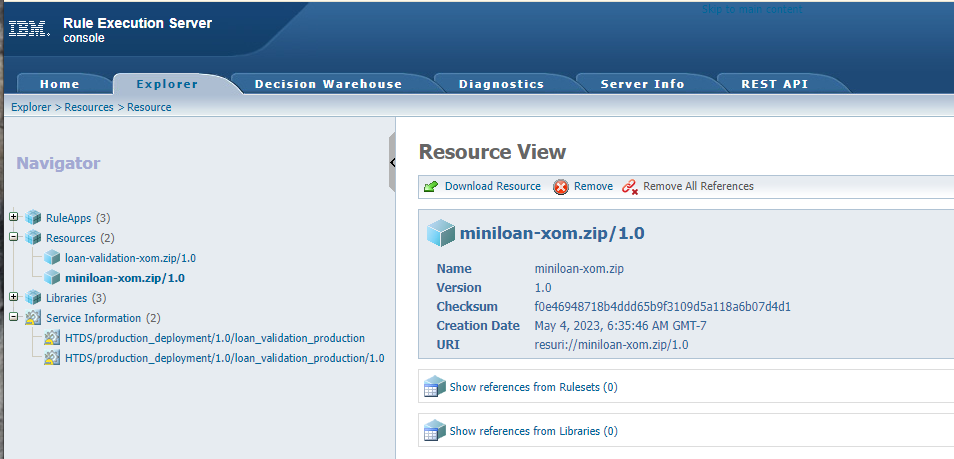 Skip to main content
IBM.
Rule Execution Server
console
Home Explorer Decision Warehouse Diagnostics Server Info REST API
Explorer > Resources > Resource
Navigator
RuleApps (3)
Resources (2)
loan-validation-xom.zip/1.0
miniloan-xom.zip/1.0
Libraries (3)
Service Information (2)
HTDS/production_deployment/1.0/loan_validation_production
HTDS/production_deployment/1.0/loan_validation_production/1.0
Resource View
Download Resource Remove Remove All References
miniloan-xom.zip/1.0
Name miniloan-xom.zip
Version 1.0
Checksum f0e46948718b4ddd65b9f3109d5a118a6b07d4d1
Creation Date May 4, 2023, 6:35:46 AM GMT-7
URI resuri://miniloan-xom.zip/1.0
Show references from Rulesets (0)
Show references from Libraries (0)